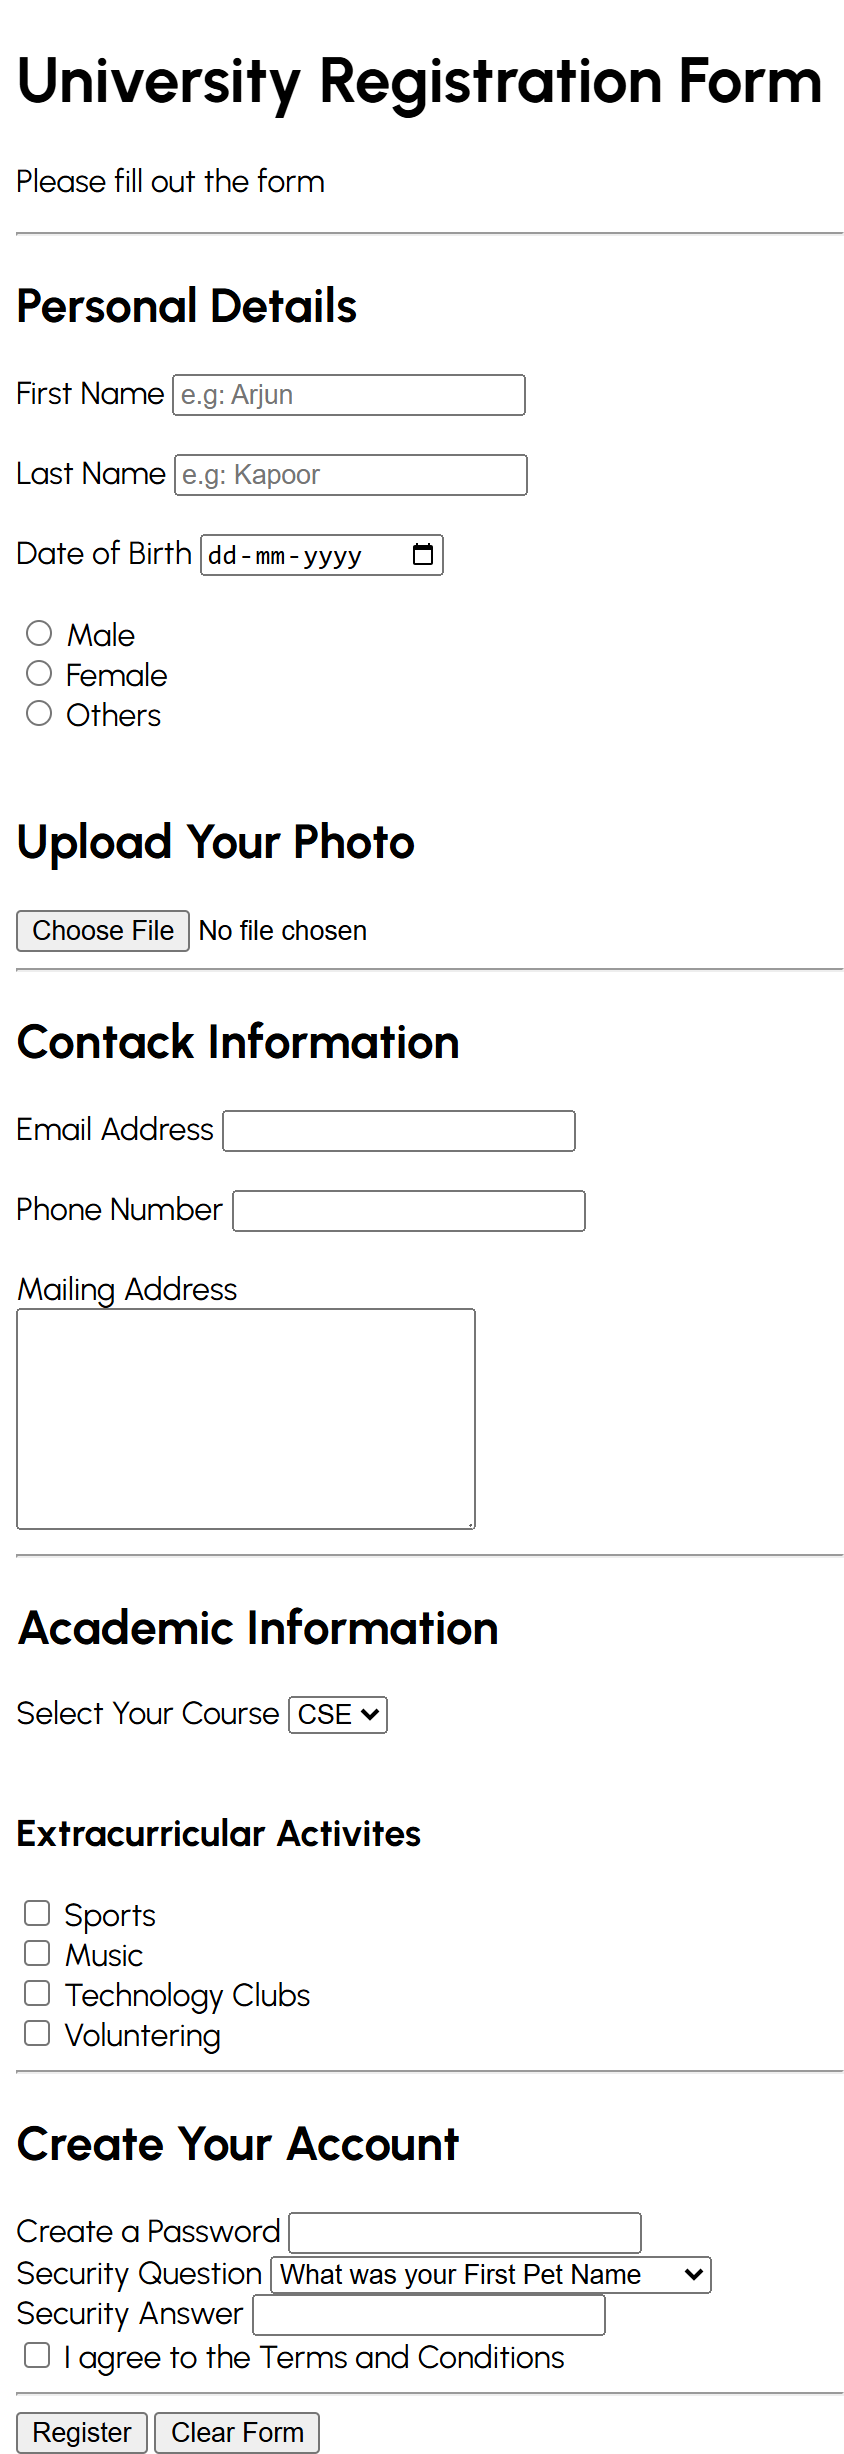 University Registration Form
Please fill out the form
Personal Details
First Name e.g: Arjun
Last Name e.g: Kapoor
Date of Birth dd-mm-yyyy
Male
Female
Others
Upload Your Photo
Choose File No file chosen
Contack Information
Email Address
Phone Number
Mailing Address
Academic Information
Select Your Course CSE
Extracurricular Activites
Sports
Music
Technology Clubs
Voluntering
Create Your Account
Create a Password
Security Question What was your First Pet Name
Security Answer
I agree to the Terms and Conditions
Register Clear Form